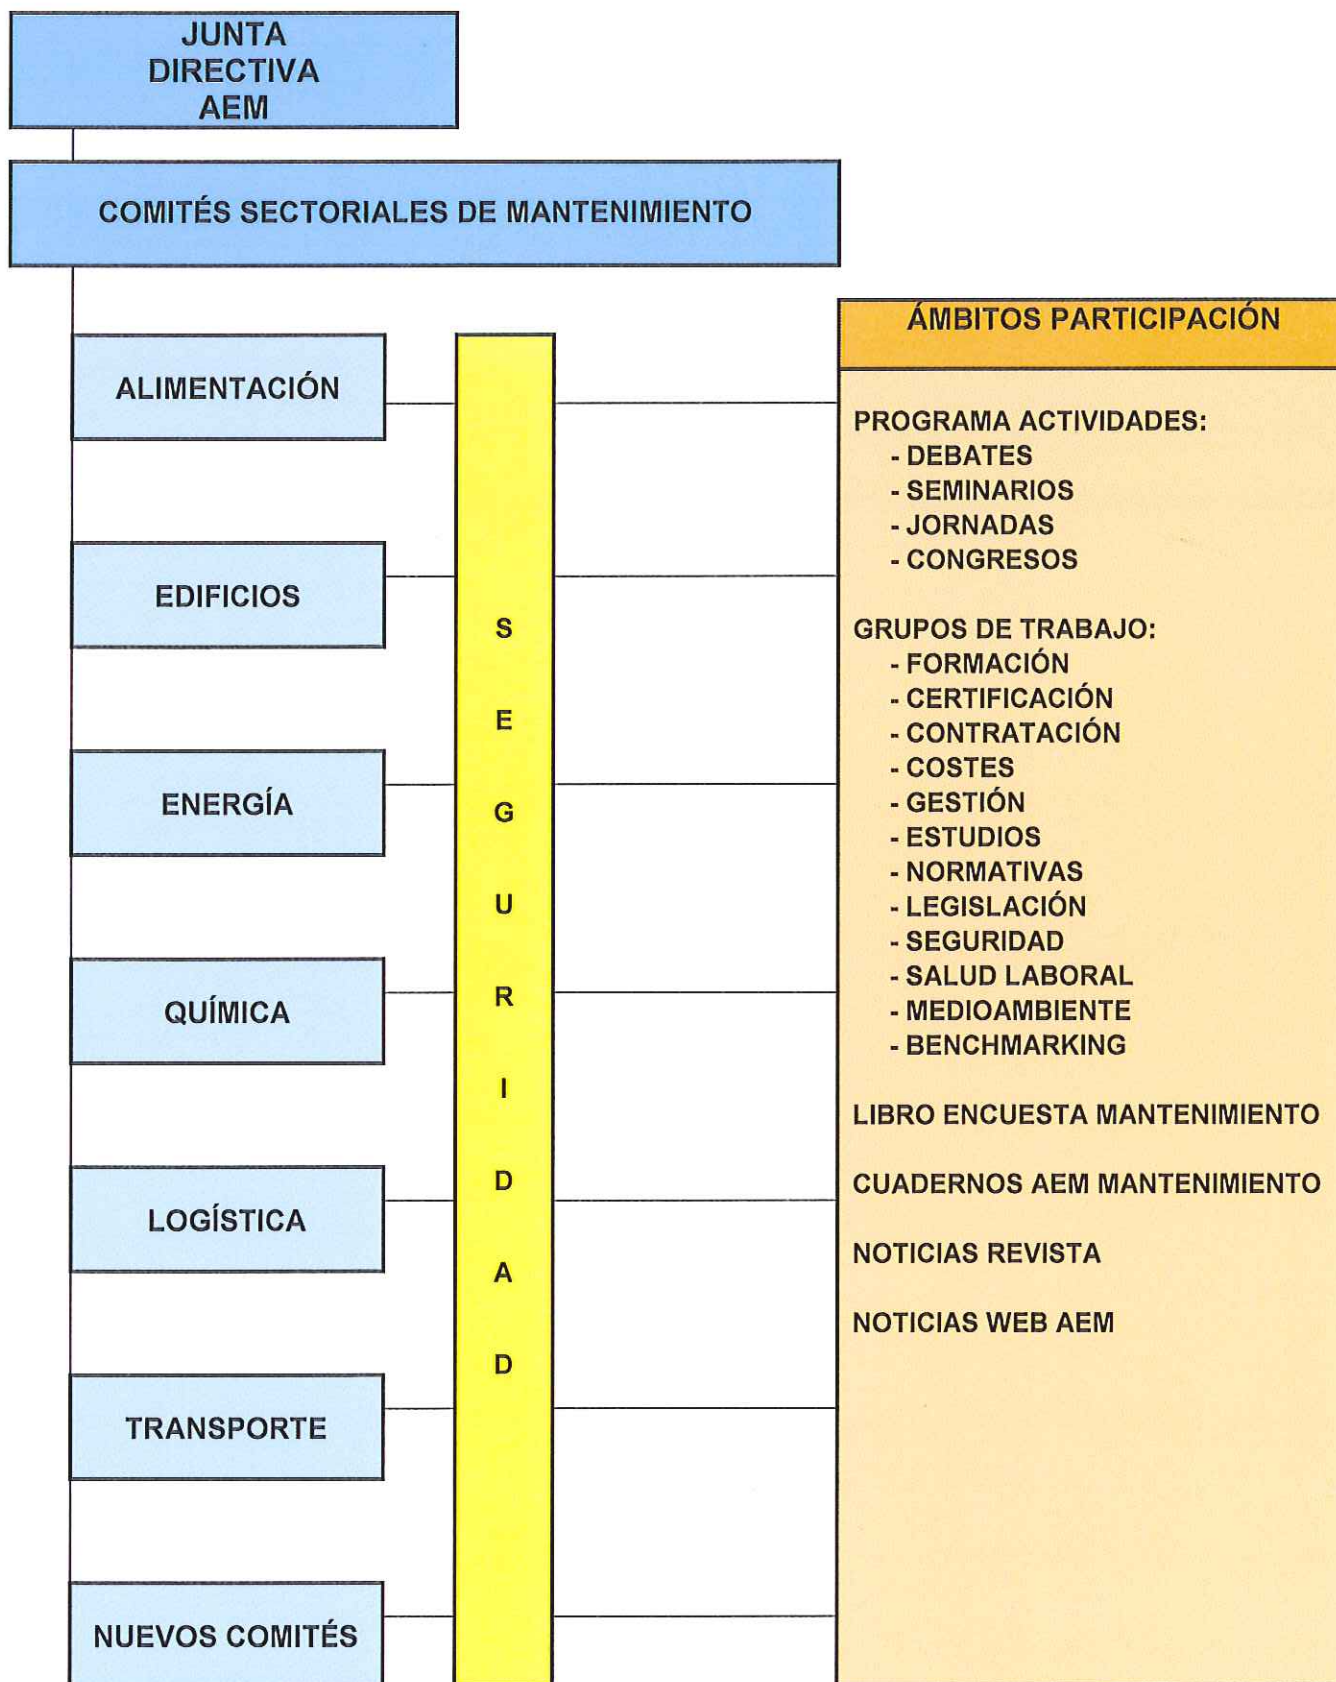 JUNTA
DIRECTIVA
AEM
COMITÉS SECTORIALES DE MANTENIMIENTO
ALIMENTACIÓN
EDIFICIOS
ENERGÍA
QUÍMICA
LOGÍSTICA
TRANSPORTE
NUEVOS COMITÉS
S
E
G
U
R
I
D
A
D
ÁMBITOS PARTICIPACIÓN
PROGRAMA ACTIVIDADES:
- DEBATES
- SEMINARIOS
- JORNADAS
- CONGRESOS
GRUPOS DE TRABAJO:
- FORMACIÓN
- CERTIFICACIÓN
- CONTRATACIÓN
- COSTES
- GESTIÓN
- ESTUDIOS
- NORMATIVAS
- LEGISLACIÓN
- SEGURIDAD
- SALUD LABORAL
- MEDIOAMBIENTE
- BENCHMARKING
LIBRO ENCUESTA MANTENIMIENTO
CUADERNOS AEM MANTENIMIENTO
NOTICIAS REVISTA
NOTICIAS WEB AEM